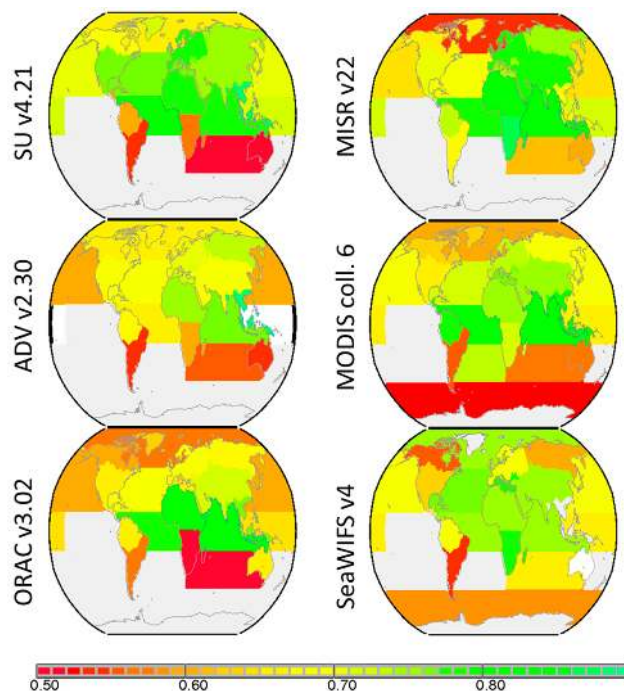 SU v4.21
MISR v22
ADV v2.30
MODIS coll. 6
ORAC v3.02
SeaWIFS v4
0.50 0.60 0.70 0.80